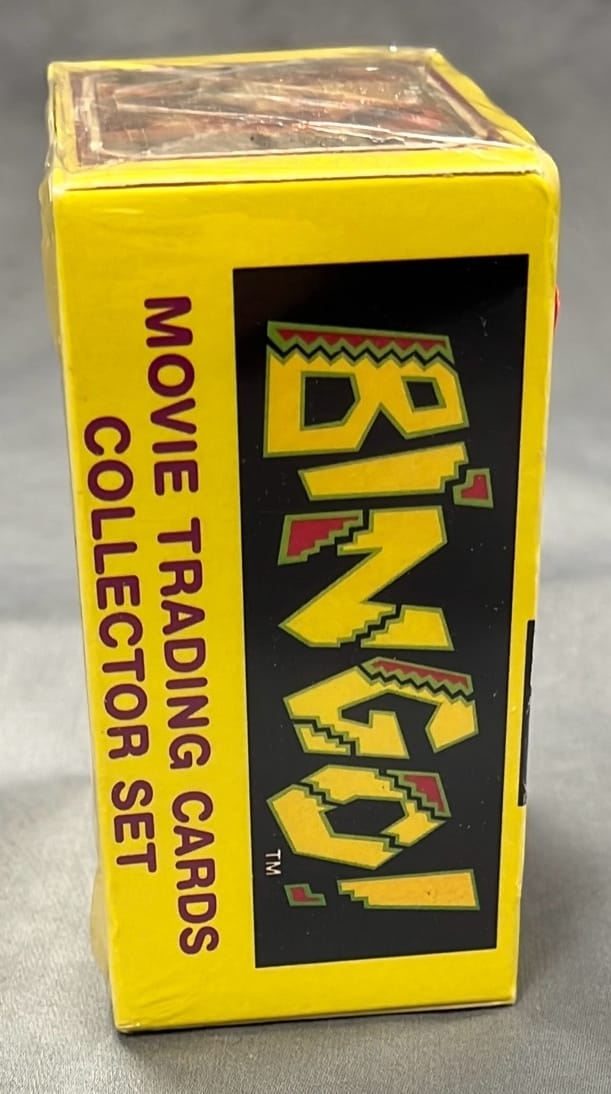 BINGO!
TM
MOVIE TRADING CARDS
COLLECTOR SET